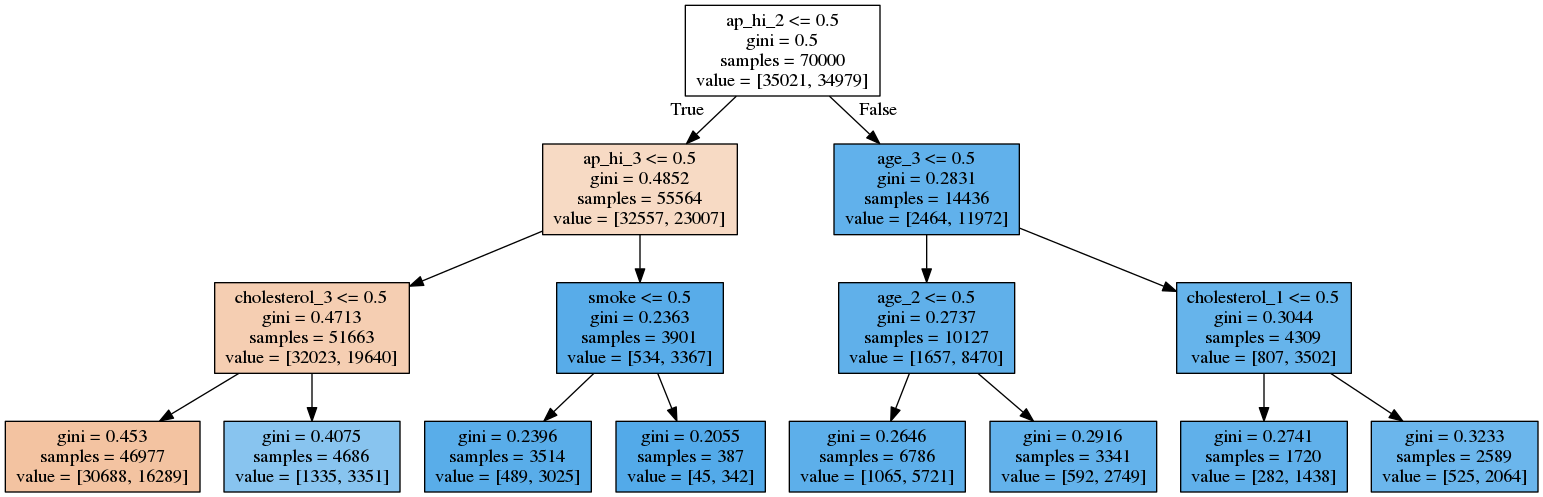 ap_hi_2 <= 0.5
gini = 0.5
samples = 70000
value = [35021, 34979]
True
False
ap_hi_3 <= 0.5
gini = 0.4852
samples = 55564
value = [32557, 23007]
age_3 <= 0.5
gini = 0.2831
samples = 14436
value = [2464, 11972]
cholesterol_3 <= 0.5
gini = 0.4713
samples = 51663
value = [32023, 19640]
smoke <= 0.5
gini = 0.2363
samples = 3901
value = [534, 3367]
age_2 <= 0.5
gini = 0.2737
samples = 10127
value = [1657, 8470]
cholesterol_1 <= 0.5
gini = 0.3044
samples = 4309
value = [807, 3502]
gini = 0.453
samples = 46977
value = [30688, 16289]
gini = 0.4075
samples = 4686
value = [1335, 3351]
gini = 0.2396
samples = 3514
value = [489, 3025]
gini = 0.2055
samples = 387
value = [45, 342]
gini = 0.2646
samples = 6786
value = [1065, 5721]
gini = 0.2916
samples = 3341
value = [592, 2749]
gini = 0.2741
samples = 1720
value = [282, 1438]
gini = 0.3233
samples = 2589
value = [525, 2064]